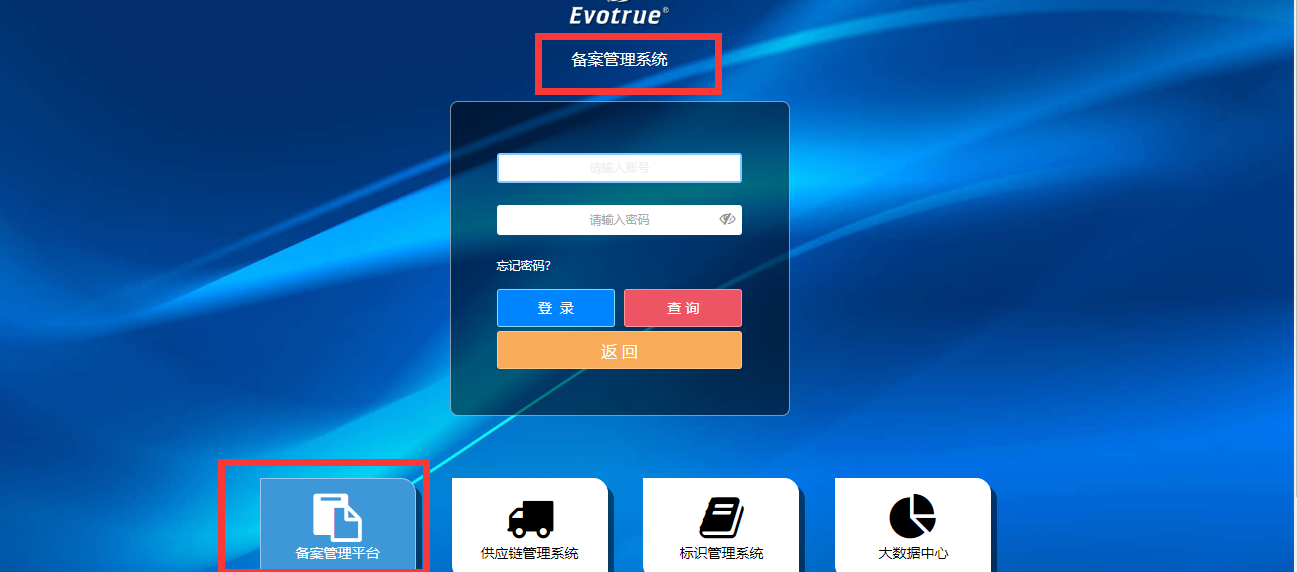 Evotrue®
备案管理系统
请输入账号
请输入密码
忘记密码?
登 录
查 询
返 回
备案管理平台
供应链管理系统
标识管理系统
大数据中心